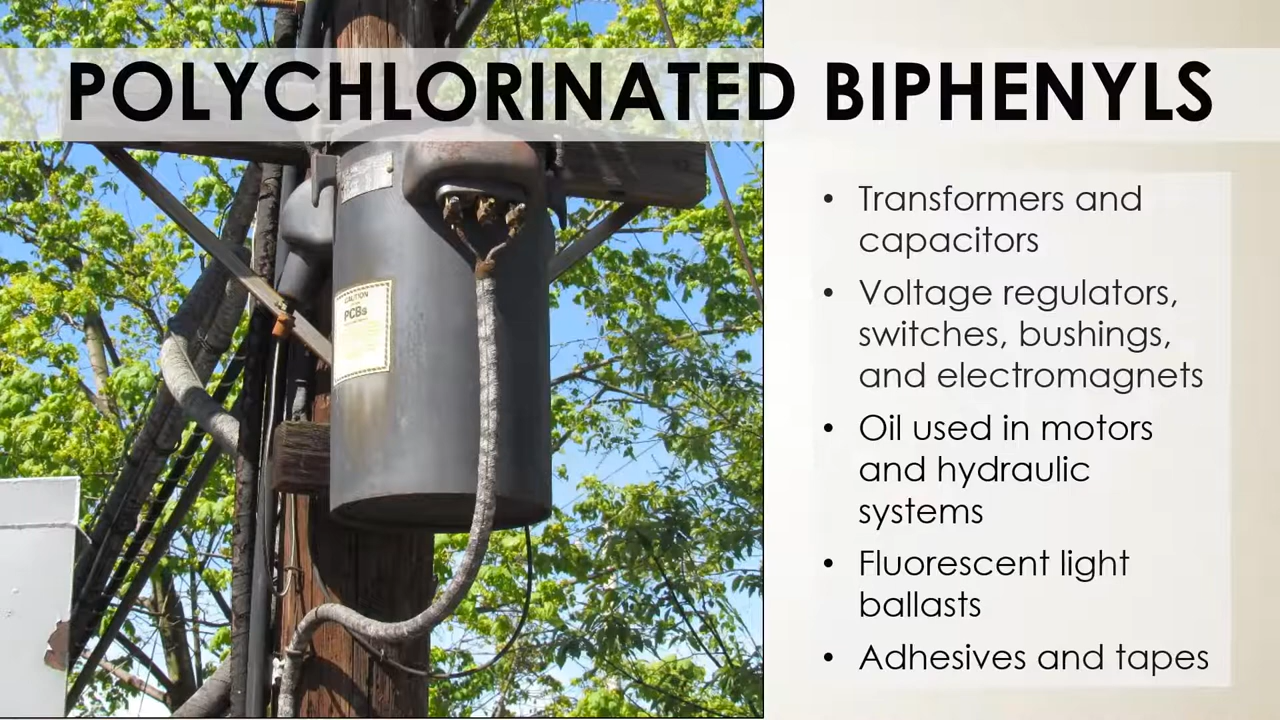 POLYCHLORINATED BIPHENYLS
CAUTION
PCBs
• Transformers and
capacitors
• Voltage regulators,
switches, bushings,
and electromagnets
• Oil used in motors
and hydraulic
systems
• Fluorescent light
ballasts
• Adhesives and tapes